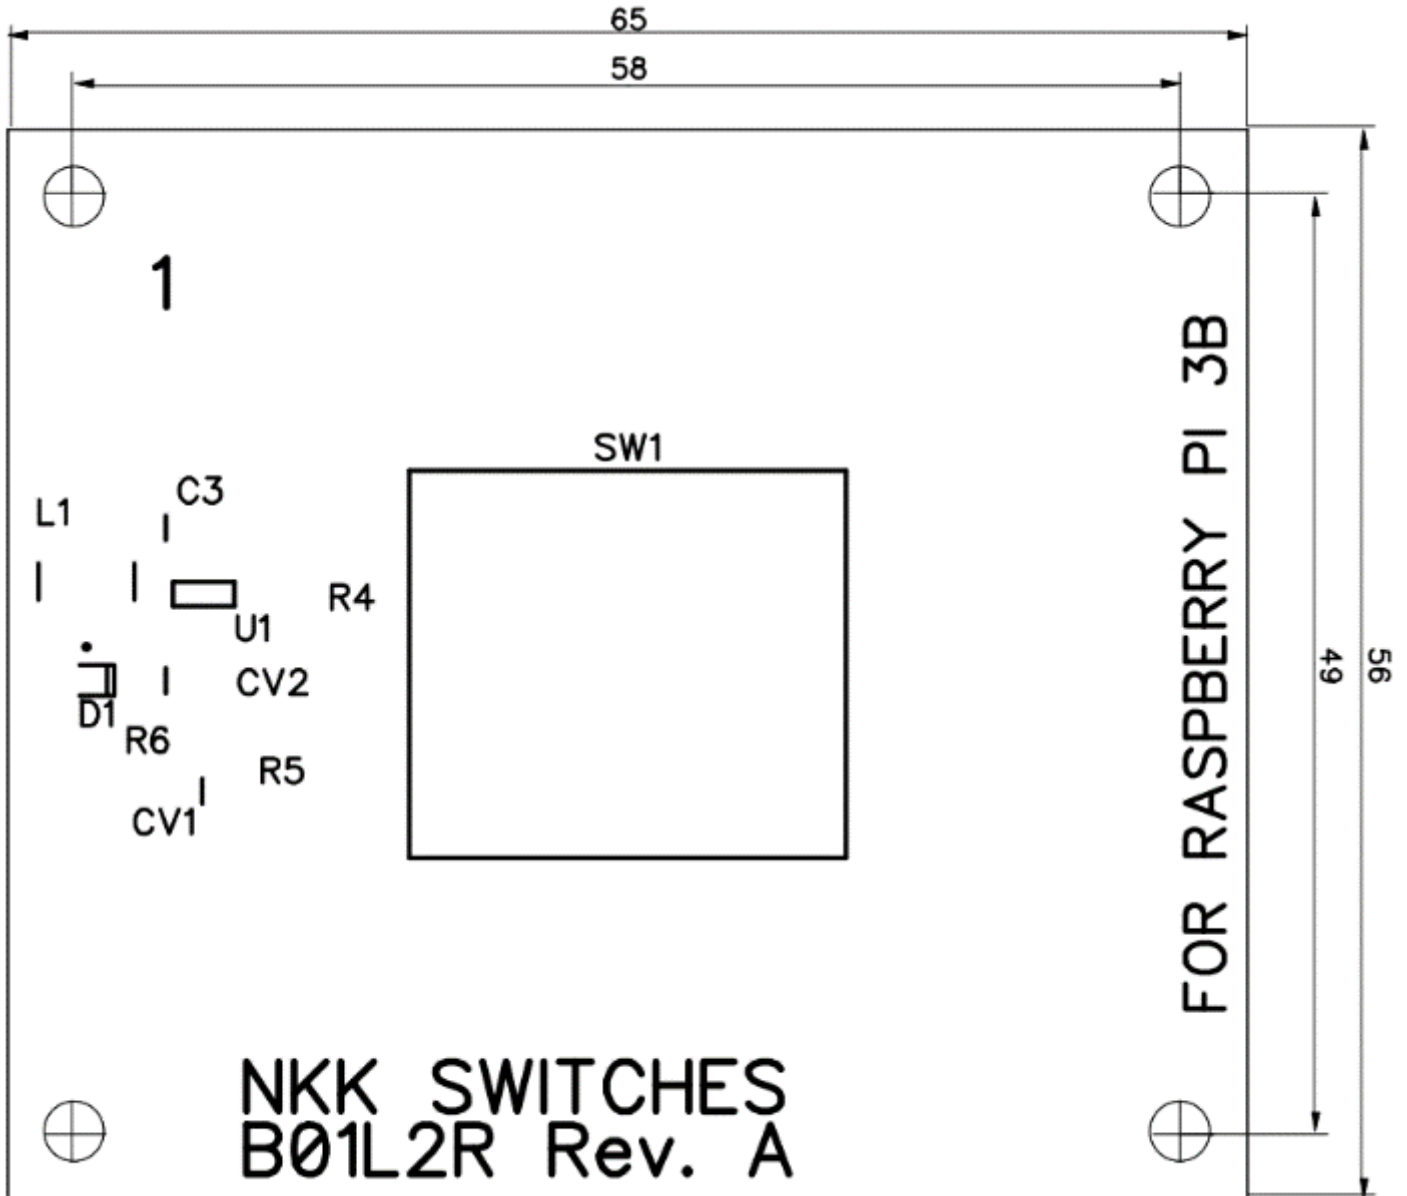 65
58
1
FOR RASPBERRY PI 3B
SW1
C3
L1
R4
U1
CV2
49
56
D1
R6
R5
CV1
NKK SWITCHES
B01L2R Rev. A